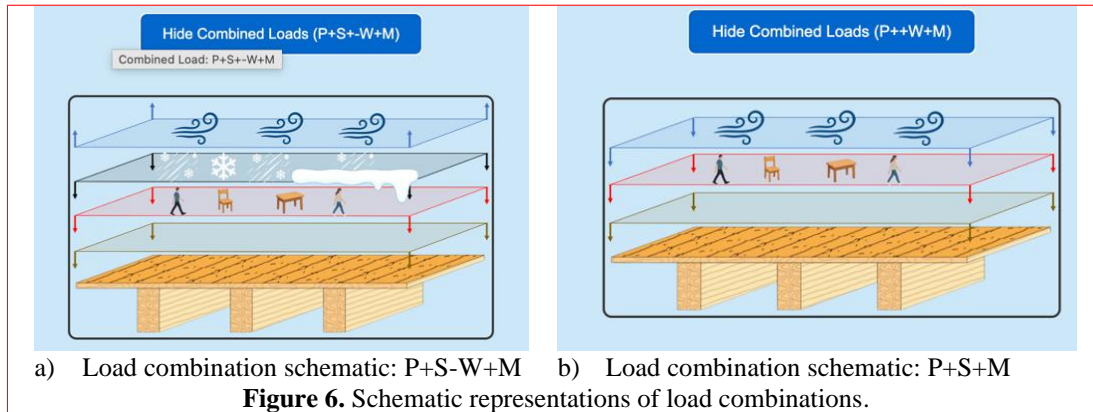 Hide Combined Loads (P+S+-W+M)
Combined Load: P+S+-W+M
Hide Combined Loads (P++W+M)
a) Load combination schematic: P+S-W+M
b) Load combination schematic: P+S+M
Figure 6. Schematic representations of load combinations.